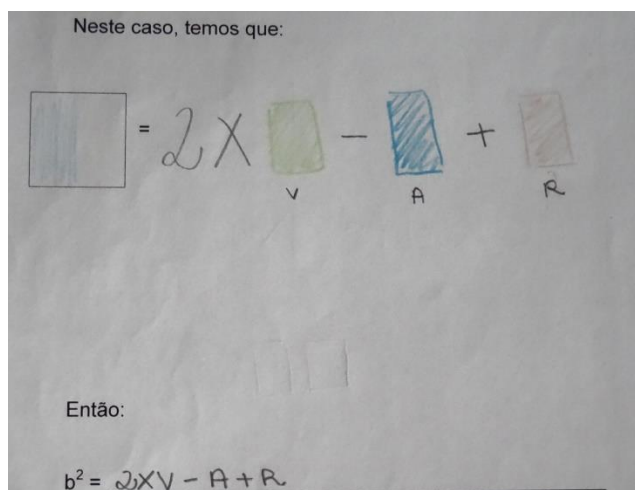 Neste caso, temos que:
= 2X - +
V A R
Então:
b² = 2XV - A + R